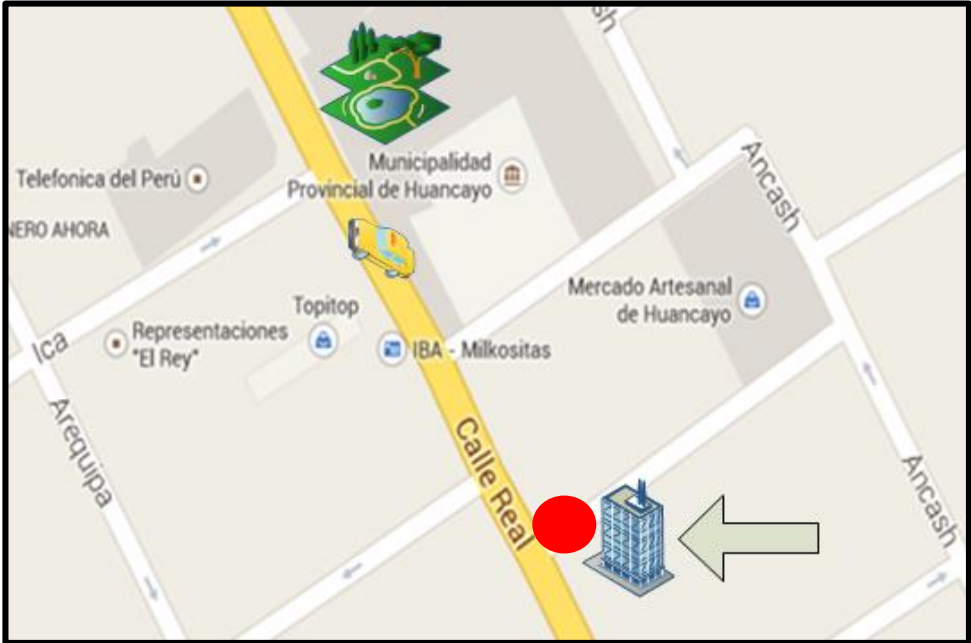 Telefonica del Perú
NERO AHORA
Municipalidad
Provincial de Huancayo
Ancash
Mercado Artesanal
de Huancayo
Topitop
Representaciones
"El Rey"
Ica
IBA - Milkositas
Arequipa
Calle Real
Ancash